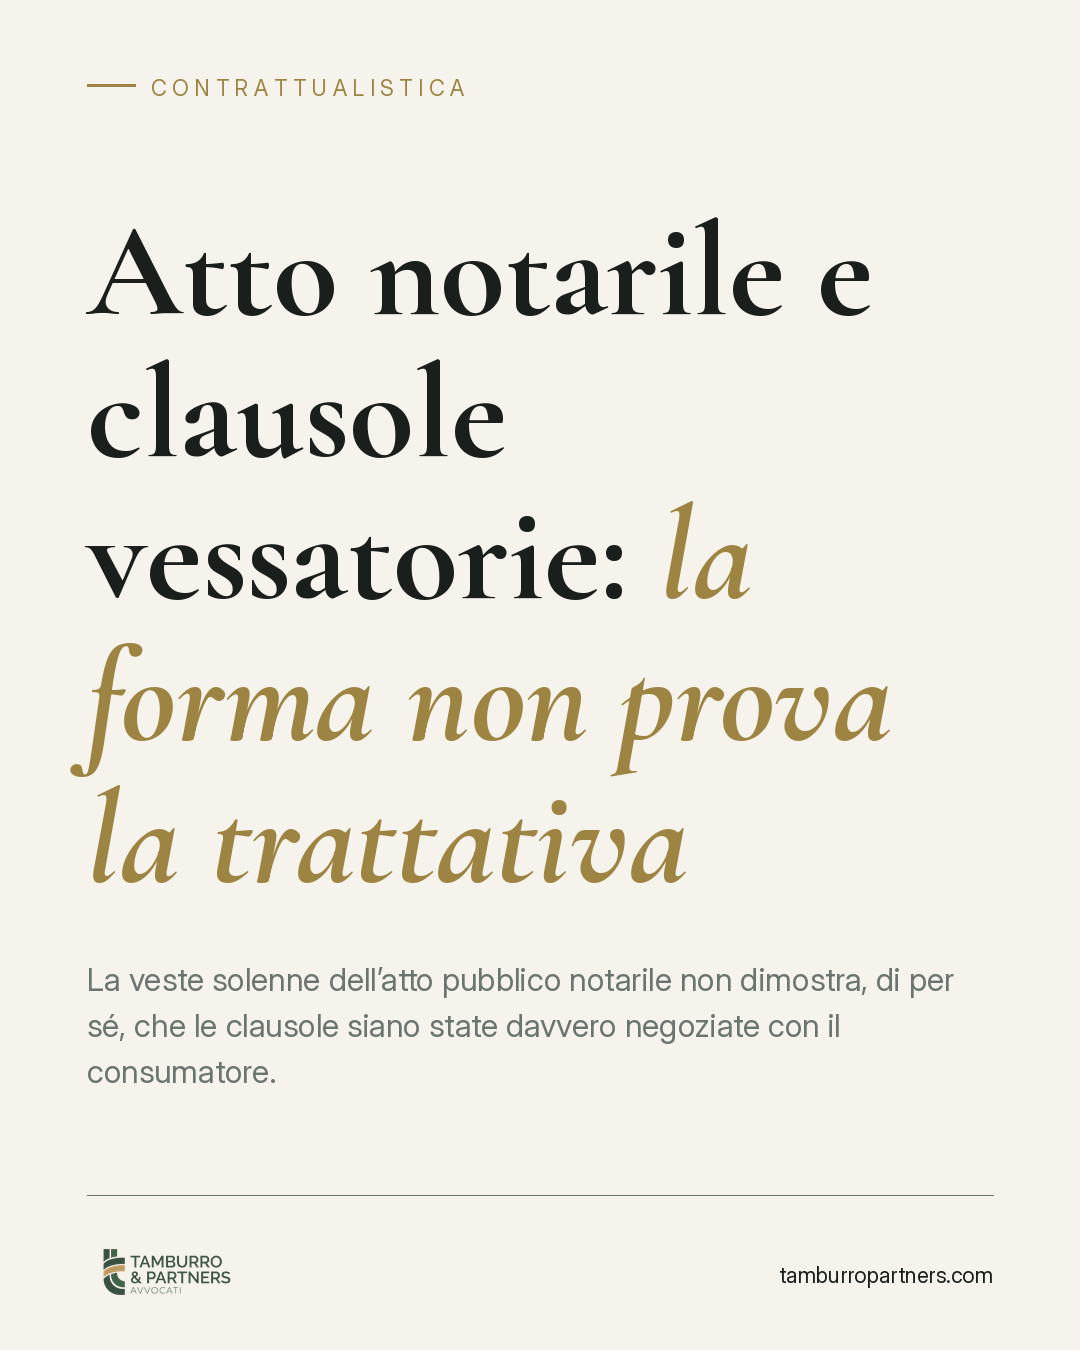 CONTRATTUALISTICA
Atto notarile e
clausole
vessatorie: la
forma non prova
la trattativa
La veste solenne dell’atto pubblico notarile non dimostra, di per
sé, che le clausole siano state davvero negoziate con il
consumatore.
TAMBURRO
& PARTNERS
AVVOCATI
tamburropartners.com